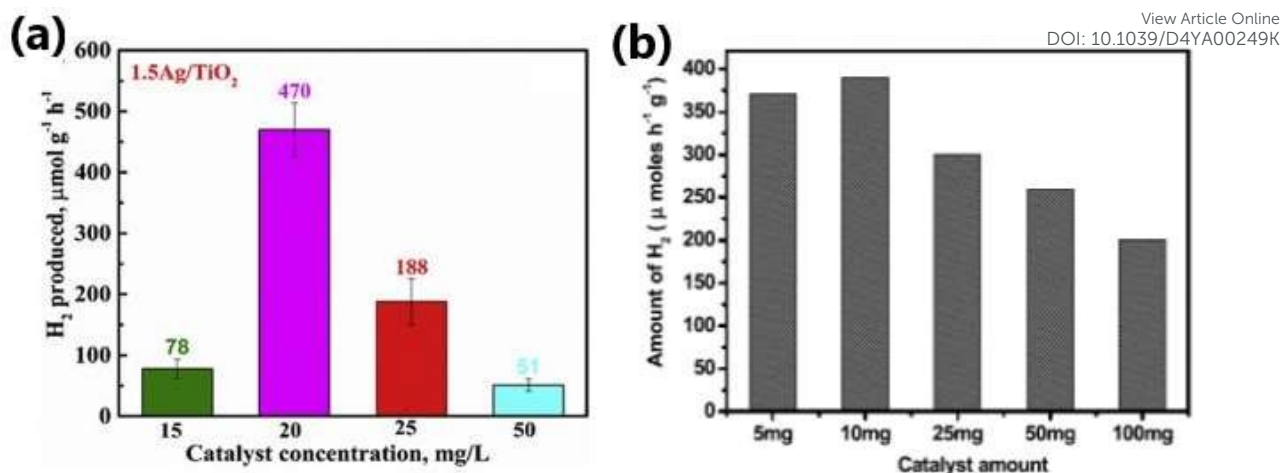 View Article Online
DOI: 10.1039/D4YA00249K
(a)
600
500
400
300
200
100
0
H₂ produced, μmol g⁻¹ h⁻¹
1.5Ag/TiO₂
78
470
188
51
15 20 25 50
Catalyst concentration, mg/L
(b)
400
350
300
250
200
150
100
50
0
Amount of H₂ ( μ moles h⁻¹ g⁻¹)
5mg 10mg 25mg 50mg 100mg
Catalyst amount